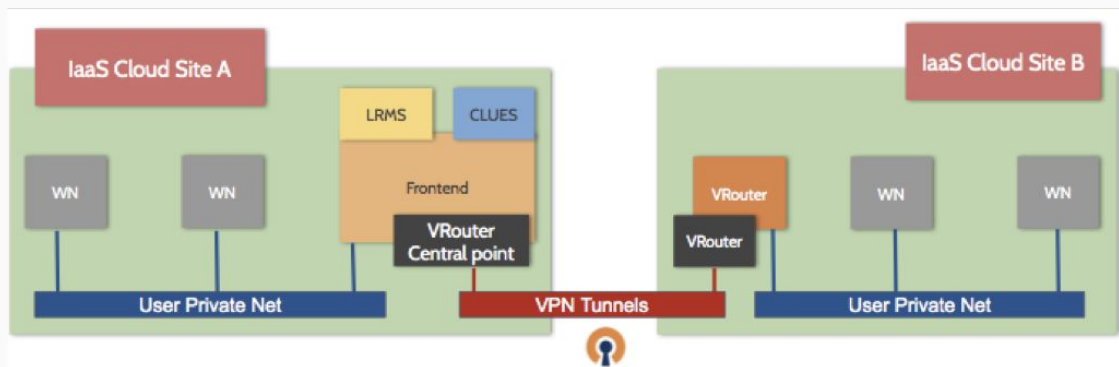 IaaS Cloud Site A
LRMS
CLUES
WN
WN
Frontend
VRouter
Central point
User Private Net
VPN Tunnels
IaaS Cloud Site B
VRouter
VRouter
WN
WN
User Private Net